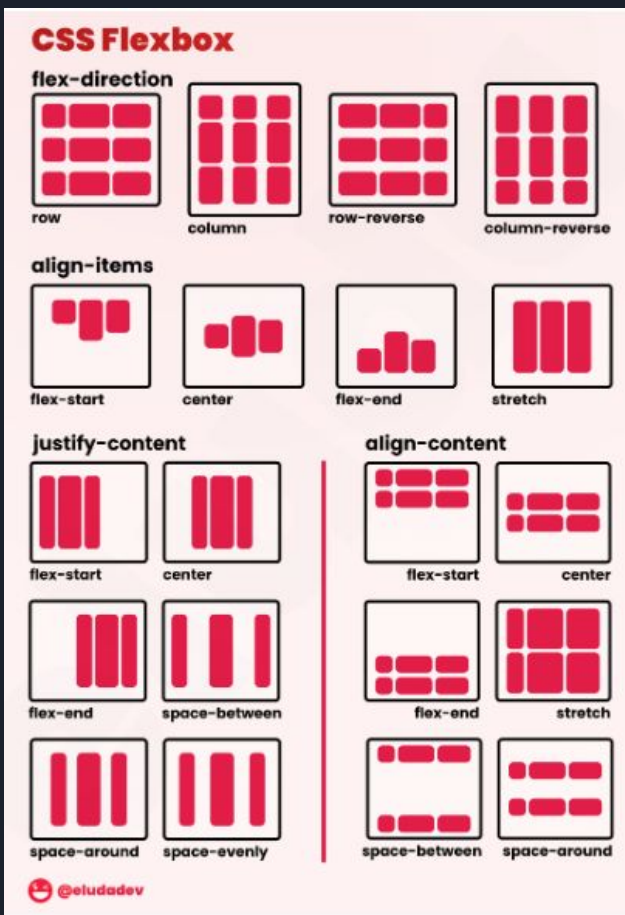 CSS Flexbox
flex-direction
row
column
row-reverse
column-reverse
align-items
flex-start
center
flex-end
stretch
justify-content
flex-start
center
flex-end
space-between
space-around
space-evenly
align-content
flex-start
center
flex-end
stretch
space-between
space-around
@eludadev